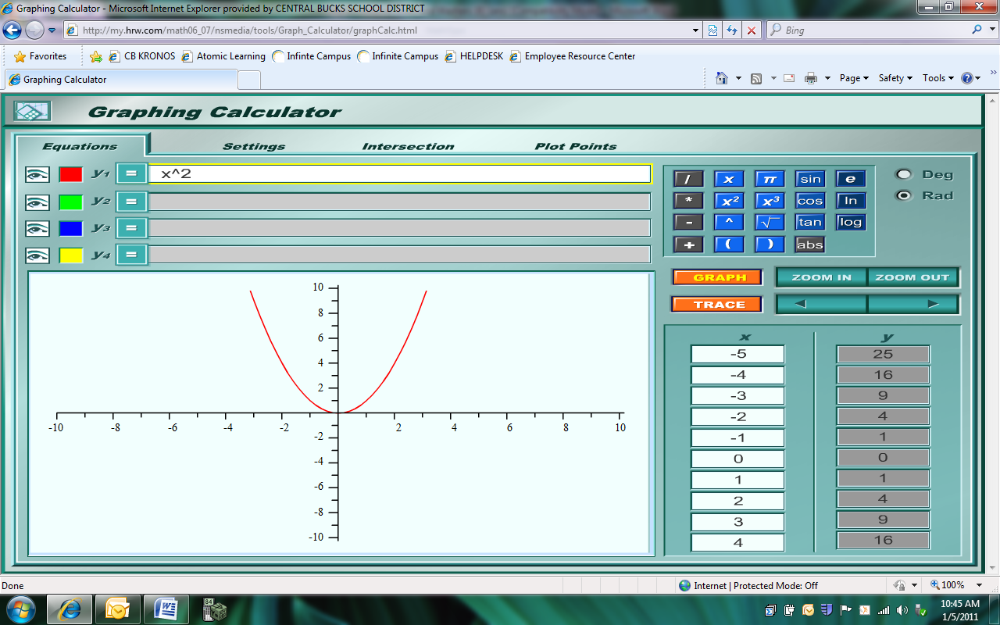 Graphing Calculator - Microsoft Internet Explorer provided by CENTRAL BUCKS SCHOOL DISTRICT
http://my.hrw.com/math06_07/nsmedia/tools/Graph_Calculator/graphCalc.html
Bing
Favorites CB KRONOS Atomic Learning Infinte Campus Infinite Campus HELPDESK Employee Resource Center
Graphing Calculator Page Safety Tools
Graphing Calculator
Equations Settings Intersection Plot Points
y1 = x^2
y2 =
y3 =
y4 =
/ x π sin e
* x² x³ cos ln
- ^ √ tan log
+ ( ) abs
Deg
Rad
GRAPH ZOOM IN ZOOM OUT
TRACE
10
8
6
4
2
-10 -8 -6 -4 -2 2 4 6 8 10
-2
-4
-6
-8
-10
x y
-5 25
-4 16
-3 9
-2 4
-1 1
0 0
1 1
2 4
3 9
4 16
Done Internet | Protected Mode: Off 100%
10:45 AM
1/5/2011